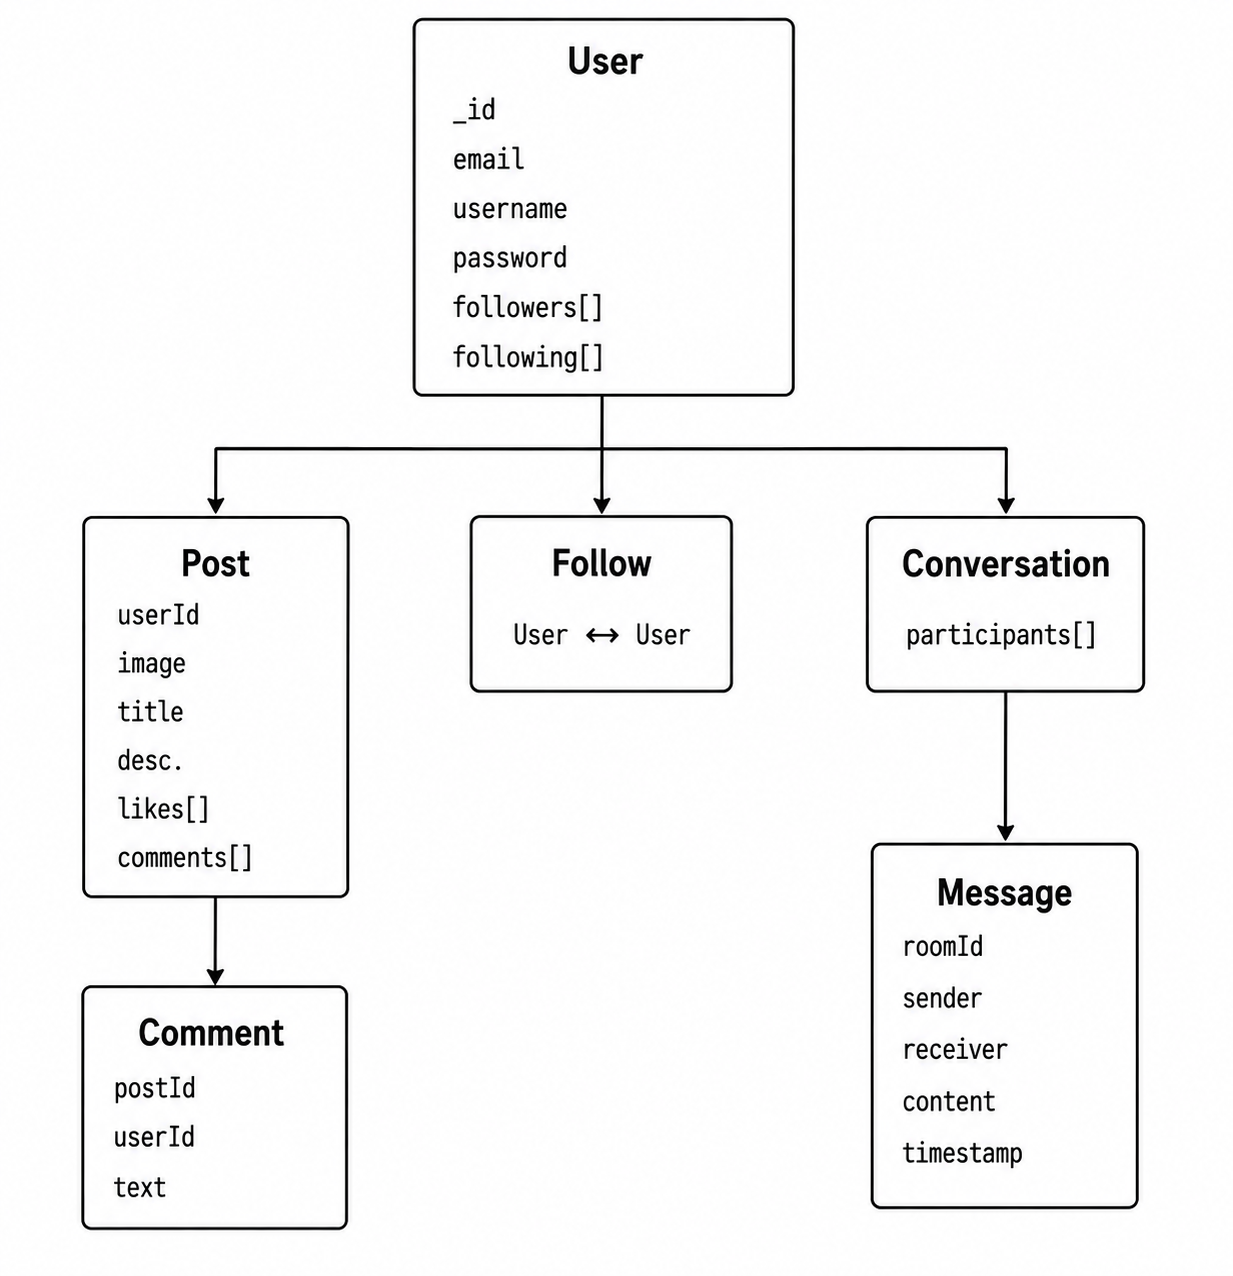 User
_id
email
username
password
followers[]
following[]
Post
userId
image
title
desc.
likes[]
comments[]
Follow
User ↔ User
Conversation
participants[]
Comment
postId
userId
text
Message
roomId
sender
receiver
content
timestamp